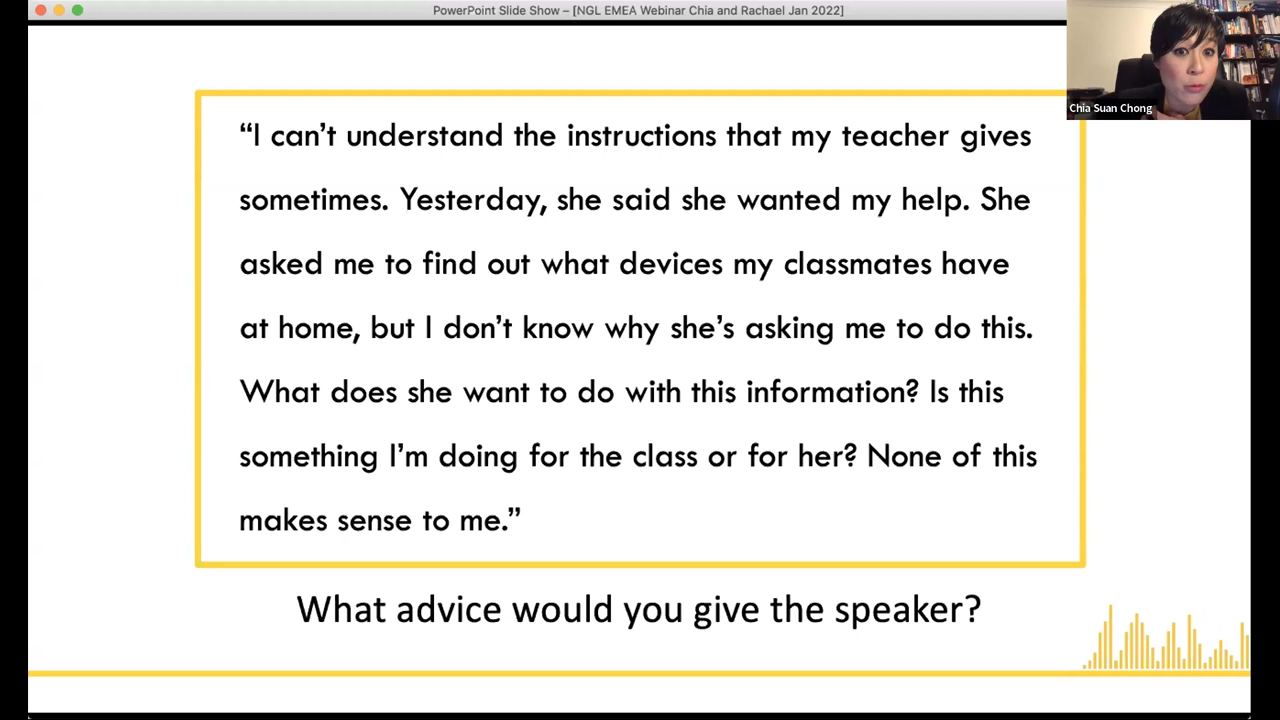 PowerPoint Slide Show – [NGL EMEA Webinar Chia and Rachael Jan 2022]
Chia Suan Chong
“I can’t understand the instructions that my teacher gives
sometimes. Yesterday, she said she wanted my help. She
asked me to find out what devices my classmates have
at home, but I don’t know why she’s asking me to do this.
What does she want to do with this information? Is this
something I’m doing for the class or for her? None of this
makes sense to me.”
What advice would you give the speaker?